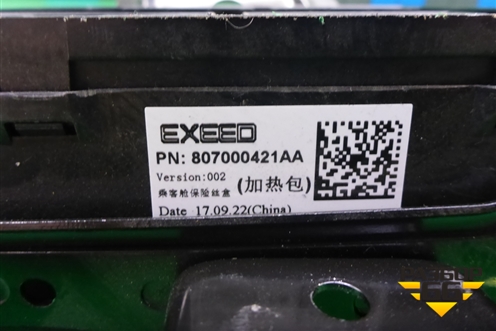 EXEED
PN: 807000421AA
Version:002
乘客舱保险丝盒 (加热包)
Date 17.09.22(China)